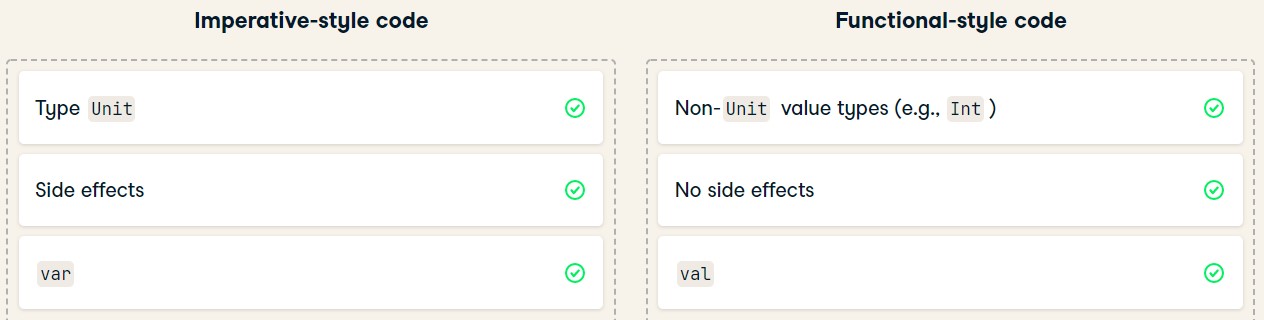 Imperative-style code
Type Unit
Side effects
var
Functional-style code
Non-Unit value types (e.g., Int )
No side effects
val